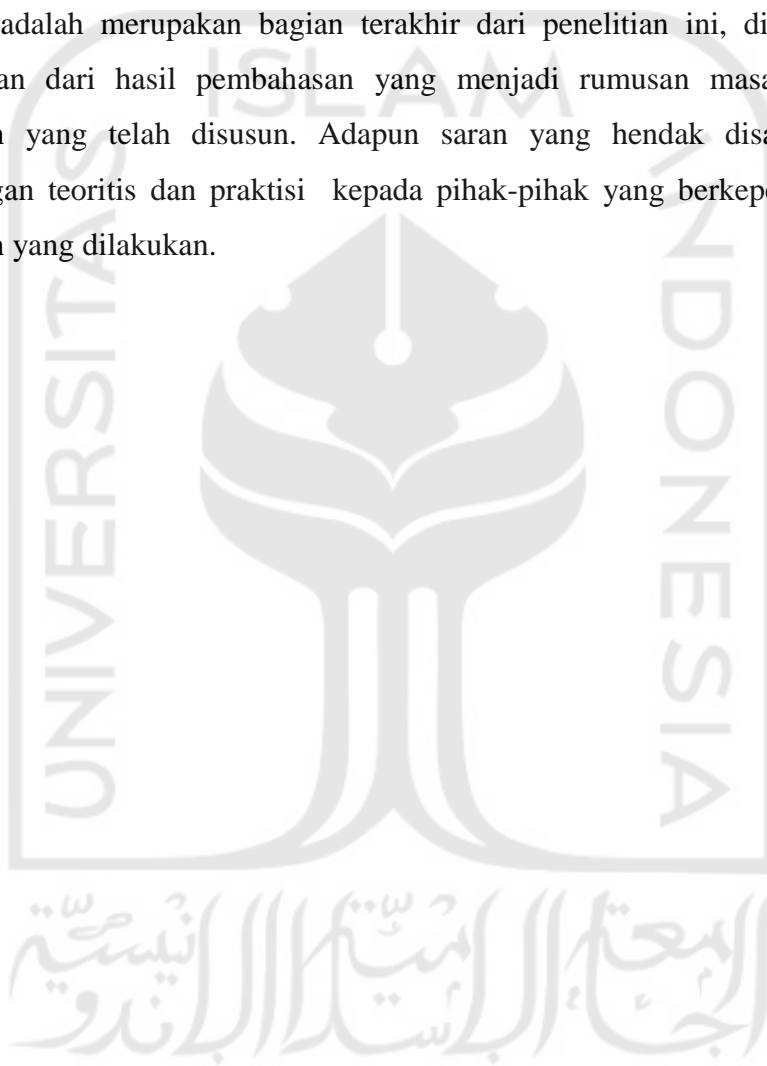 adalah merupakan bagian terakhir dari penelitian ini, di
an dari hasil pembahasan yang menjadi rumusan masa
n yang telah disusun. Adapun saran yang hendak disa
gan teoritis dan praktisi kepada pihak-pihak yang berkepe
n yang dilakukan.
ISLAM
UNIVERSITAS
INDONESIA